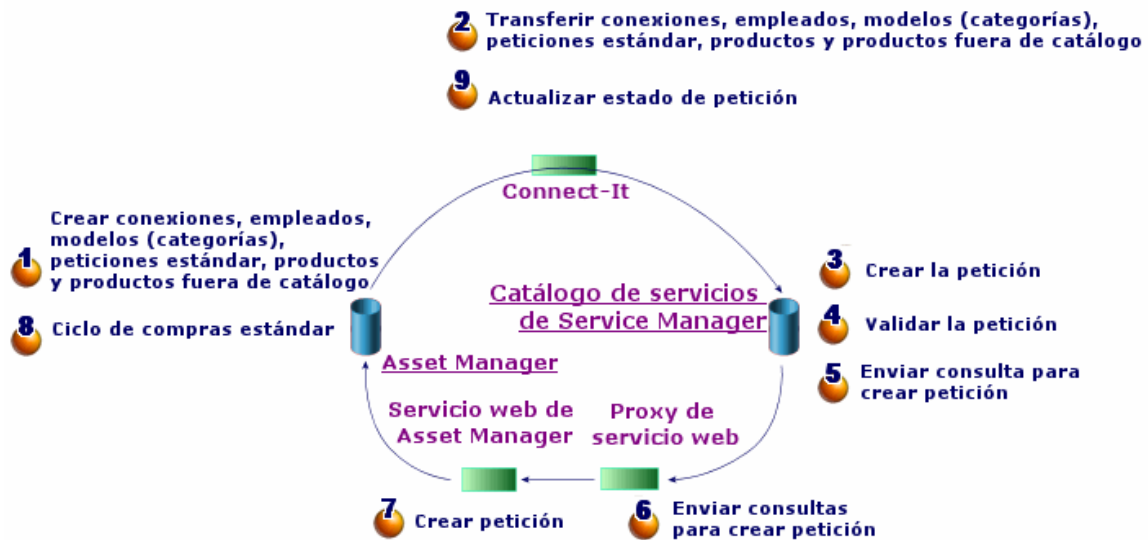 2 Transferir conexiones, empleados, modelos (categorías),
peticiones estándar, productos y productos fuera de catálogo
9 Actualizar estado de petición
Connect-It
Crear conexiones, empleados,
modelos (categorías),
1 peticiones estándar, productos
y productos fuera de catálogo
8 Ciclo de compras estándar
Asset Manager
Catálogo de servicios
de Service Manager
3 Crear la petición
4 Validar la petición
5 Enviar consulta para
crear petición
Servicio web de
Asset Manager
Proxy de
servicio web
7 Crear petición
6 Enviar consultas
para crear petición